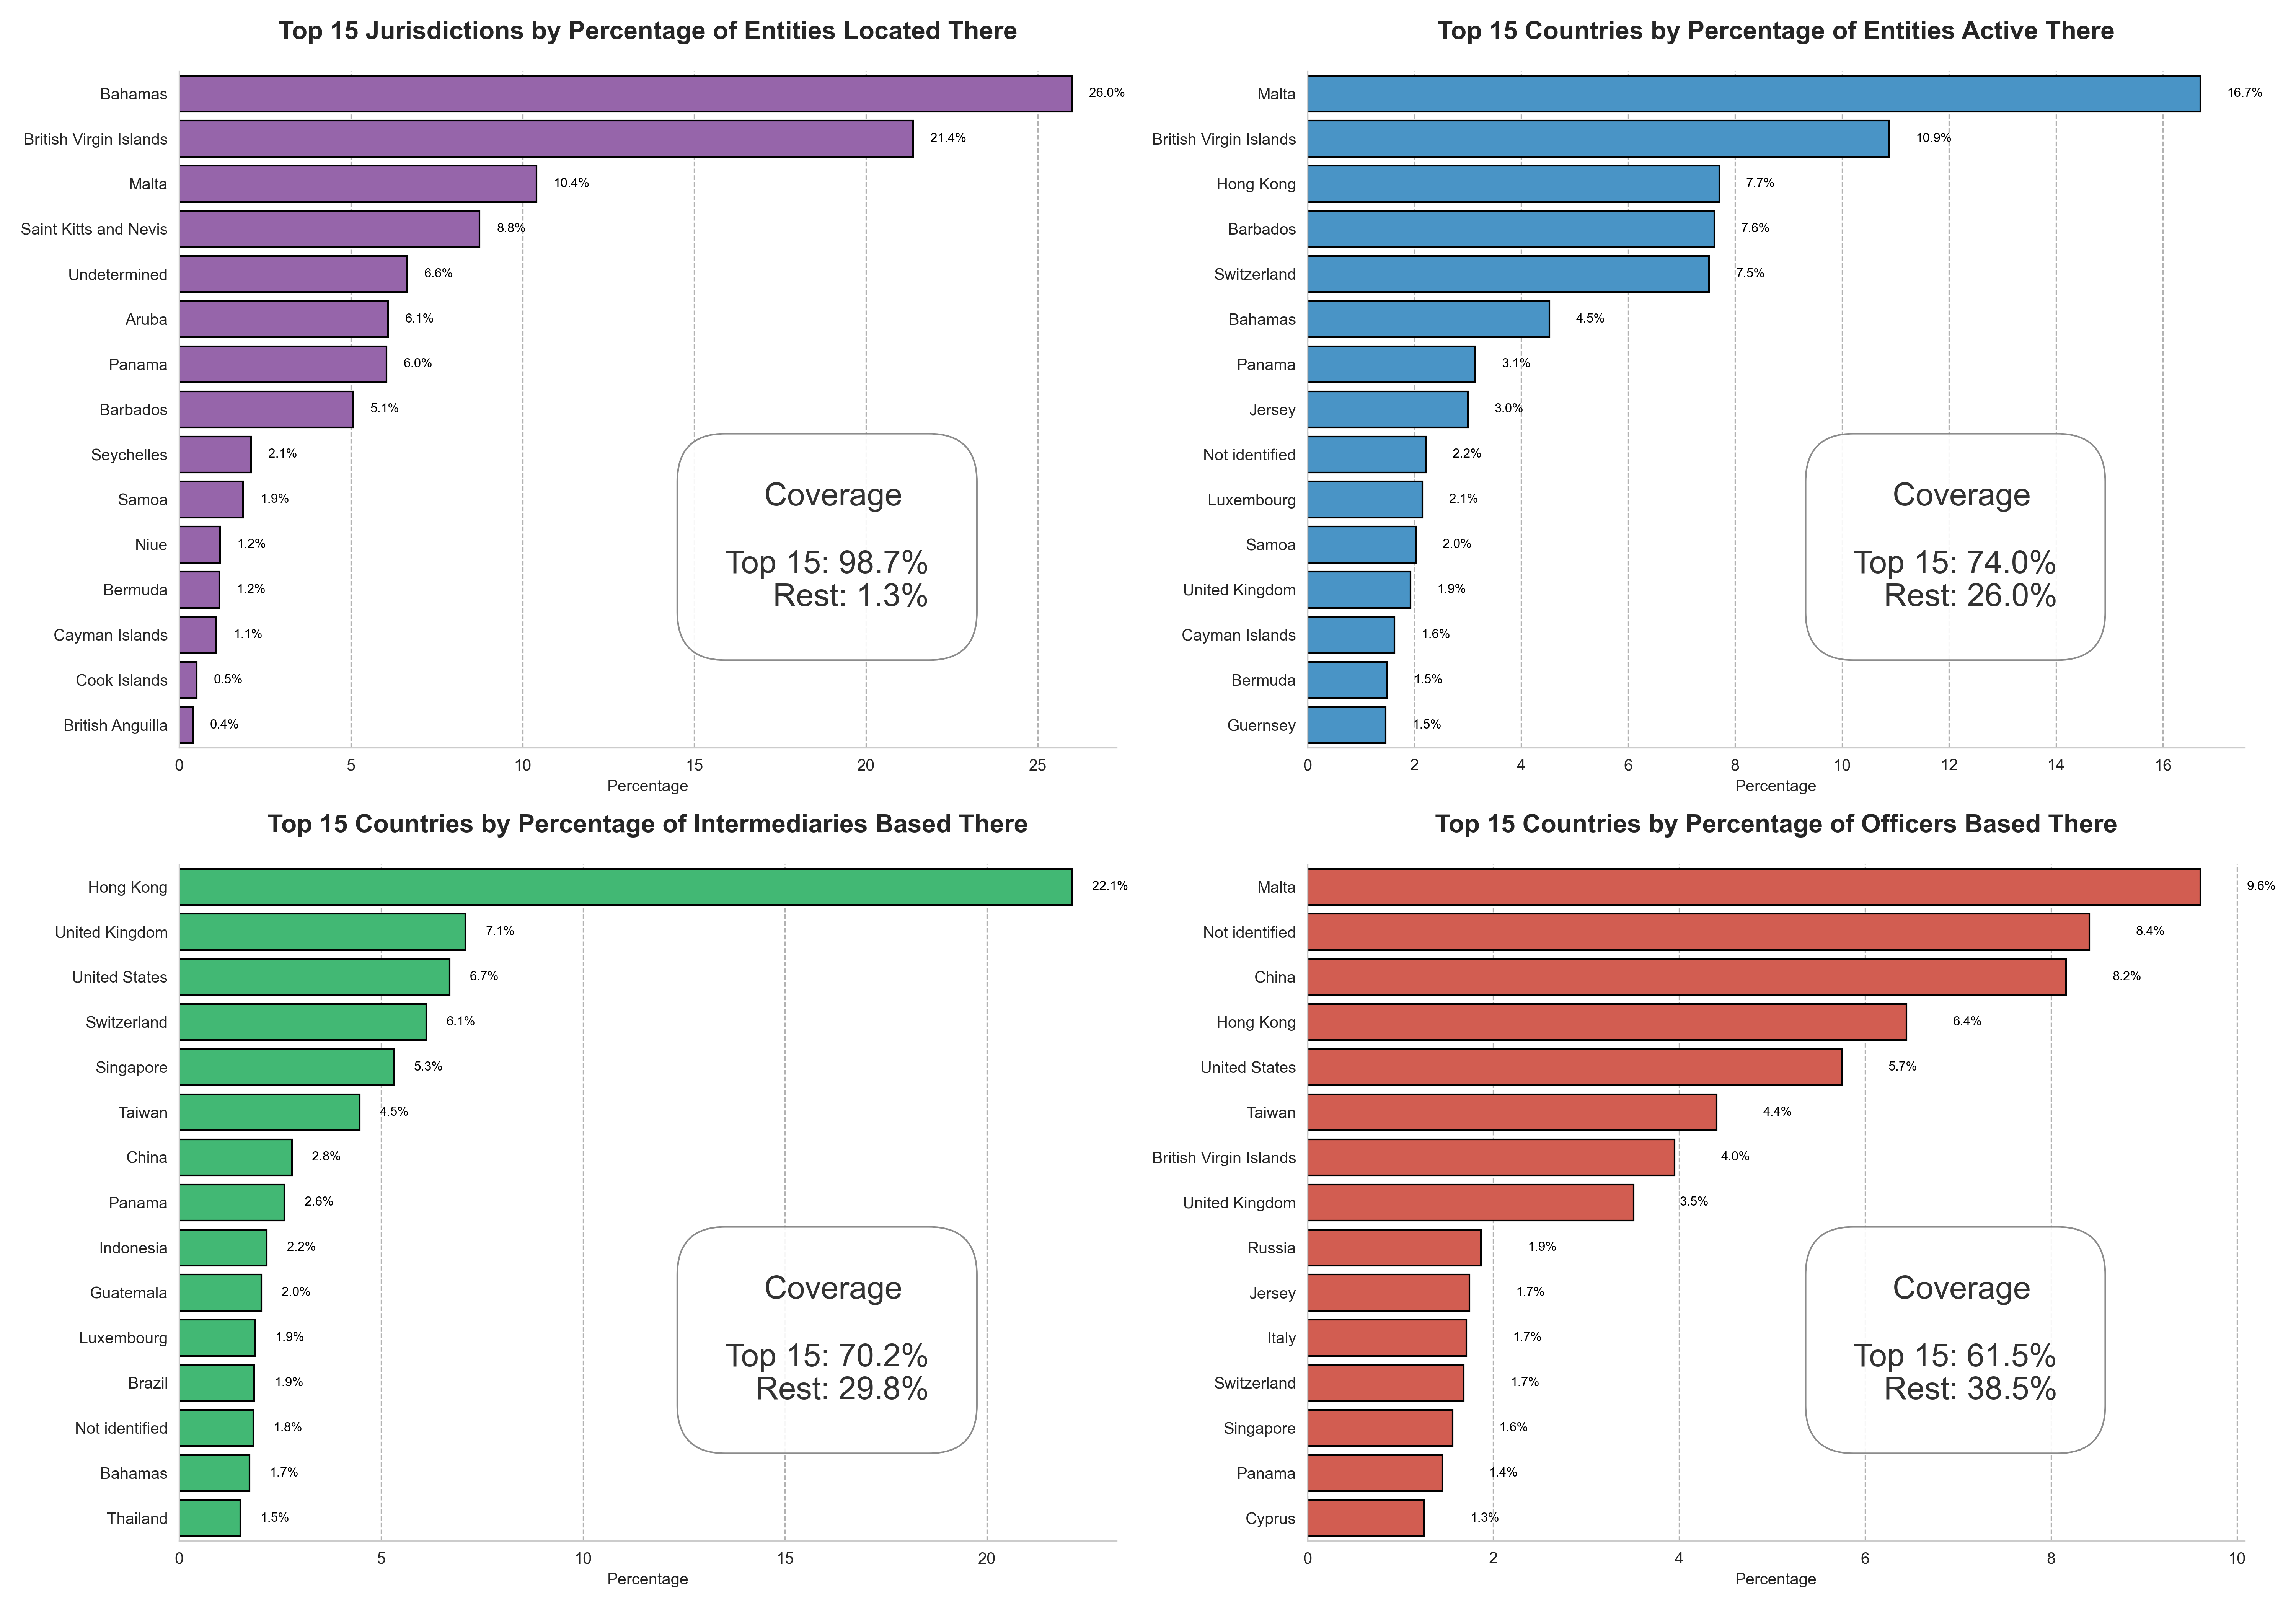 Top 15 Jurisdictions by Percentage of Entities Located There
Bahamas 26.0%
British Virgin Islands 21.4%
Malta 10.4%
Saint Kitts and Nevis 8.8%
Undetermined 6.6%
Aruba 6.1%
Panama 6.0%
Barbados 5.1%
Seychelles 2.1%
Samoa 1.9%
Niue 1.2%
Bermuda 1.2%
Cayman Islands 1.1%
Cook Islands 0.5%
British Anguilla 0.4%
Coverage
Top 15: 98.7%
Rest: 1.3%
0 5 10 15 20 25
Percentage
Top 15 Countries by Percentage of Entities Active There
Malta 16.7%
British Virgin Islands 10.9%
Hong Kong 7.7%
Barbados 7.6%
Switzerland 7.5%
Bahamas 4.5%
Panama 3.1%
Jersey 3.0%
Not identified 2.2%
Luxembourg 2.1%
Samoa 2.0%
United Kingdom 1.9%
Cayman Islands 1.6%
Bermuda 1.5%
Guernsey 1.5%
Coverage
Top 15: 74.0%
Rest: 26.0%
0 2 4 6 8 10 12 14 16
Percentage
Top 15 Countries by Percentage of Intermediaries Based There
Hong Kong 22.1%
United Kingdom 7.1%
United States 6.7%
Switzerland 6.1%
Singapore 5.3%
Taiwan 4.5%
China 2.8%
Panama 2.6%
Indonesia 2.2%
Guatemala 2.0%
Luxembourg 1.9%
Brazil 1.9%
Not identified 1.8%
Bahamas 1.7%
Thailand 1.5%
Coverage
Top 15: 70.2%
Rest: 29.8%
0 5 10 15 20
Percentage
Top 15 Countries by Percentage of Officers Based There
Malta 9.6%
Not identified 8.4%
China 8.2%
Hong Kong 6.4%
United States 5.7%
Taiwan 4.4%
British Virgin Islands 4.0%
United Kingdom 3.5%
Russia 1.9%
Jersey 1.7%
Italy 1.7%
Switzerland 1.7%
Singapore 1.6%
Panama 1.4%
Cyprus 1.3%
Coverage
Top 15: 61.5%
Rest: 38.5%
0 2 4 6 8 10
Percentage